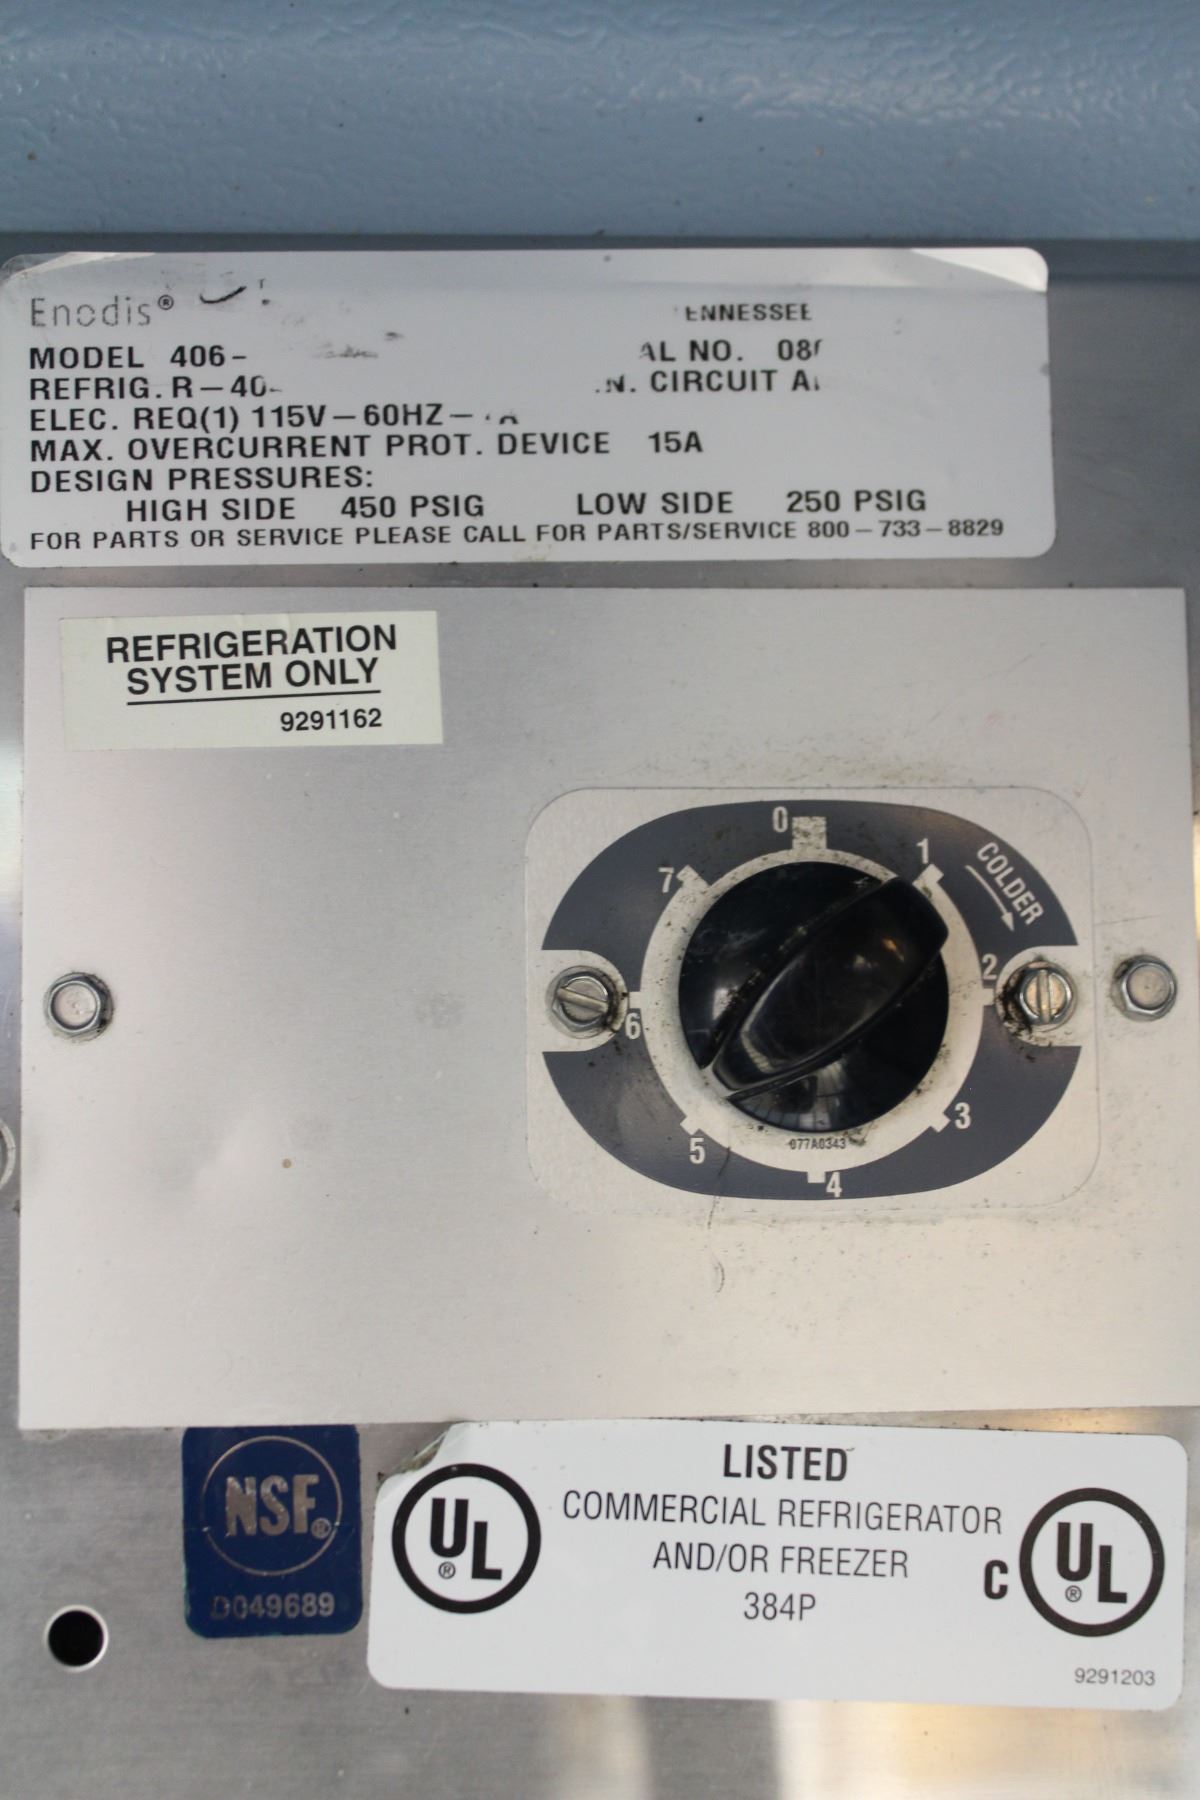 Enodis®
MODEL 406-
REFRIG. R-40
ELEC. REQ(1) 115V-60HZ-
NO. 08
CIRCUIT
MAX. OVERCURRENT PROT. DEVICE 15A
DESIGN PRESSURES:
HIGH SIDE 450 PSIG LOW SIDE 250 PSIG
FOR PARTS OR SERVICE PLEASE CALL FOR PARTS/SERVICE 800-733-8829
REFRIGERATION
SYSTEM ONLY
9291162
0
1
COLDER
2
3
4
5
6
7
077A0343
NSF®
D049689
UL®
LISTED
COMMERCIAL REFRIGERATOR
AND/OR FREEZER
384P
C UL®
9291203